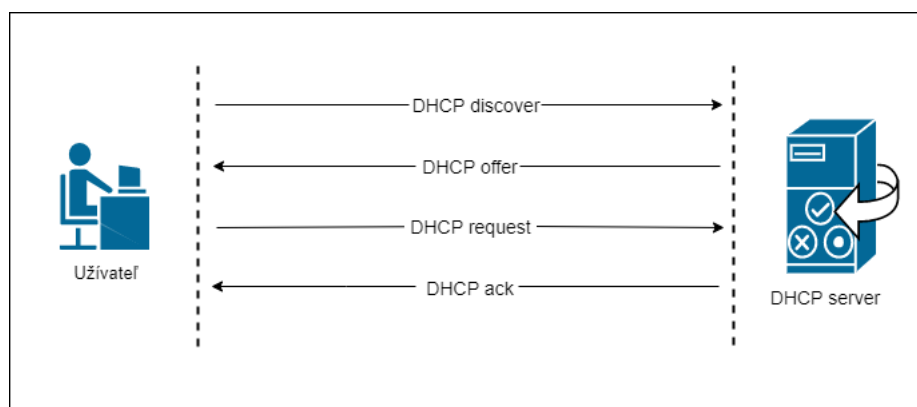 DHCP discover
DHCP offer
DHCP request
DHCP ack
Užívateľ
DHCP server